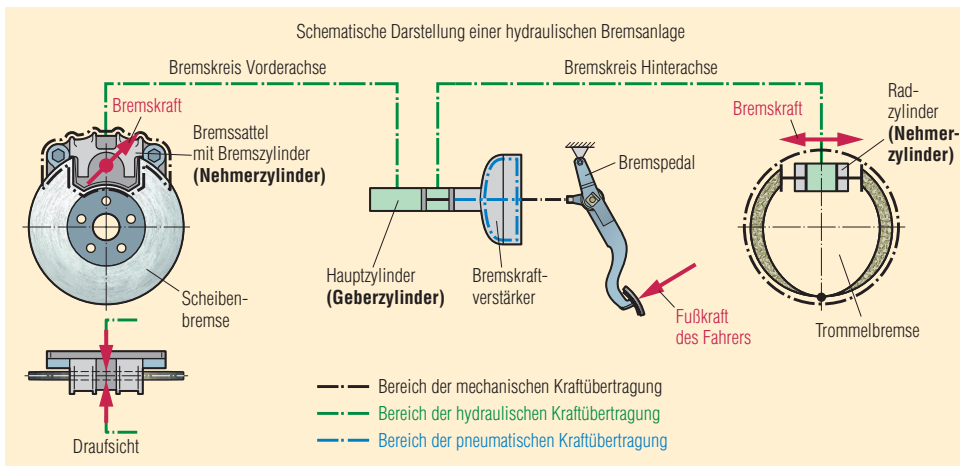 Schematische Darstellung einer hydraulischen Bremsanlage
Bremskreis Vorderachse
Bremskreis Hinterachse
Bremskraft
Bremssattel
mit Bremszylinder
(Nehmerzylinder)
Scheiben-
bremse
Draufsicht
Hauptzylinder
(Geberzylinder)
Bremskraft-
verstärker
Bremspedal
Fußkraft
des Fahrers
Bremskraft
Rad-
zylinder
(Nehmer-
zylinder)
Trommelbremse
Bereich der mechanischen Kraftübertragung
Bereich der hydraulischen Kraftübertragung
Bereich der pneumatischen Kraftübertragung